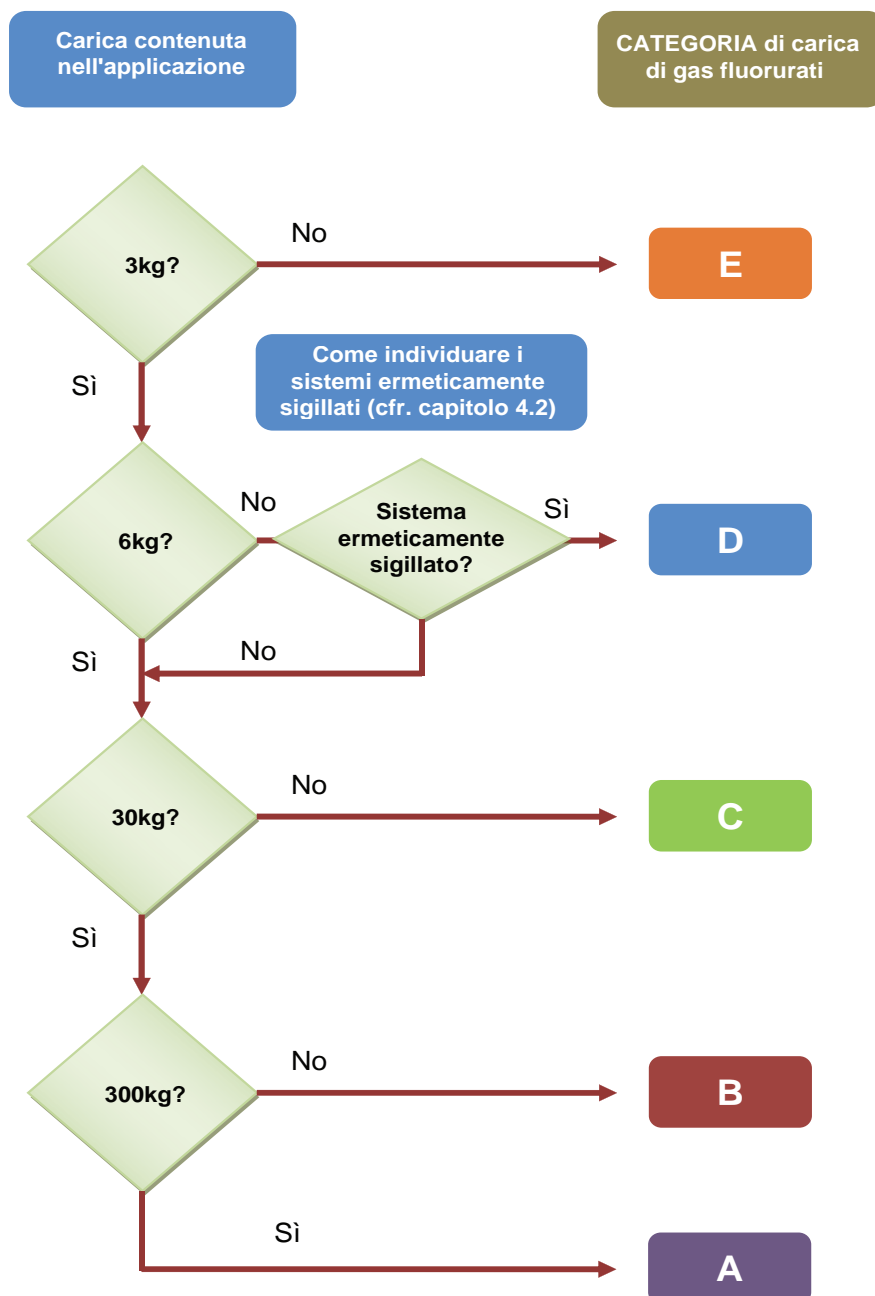 Carica contenuta
nell'applicazione
CATEGORIA di carica
di gas fluorurati
3kg?
No
E
Sì
Come individuare i
sistemi ermeticamente
sigillati (cfr. capitolo 4.2)
6kg?
No
Sistema
ermeticamente
sigillato?
Sì
D
Sì
No
30kg?
No
C
Sì
300kg?
No
B
Sì
A